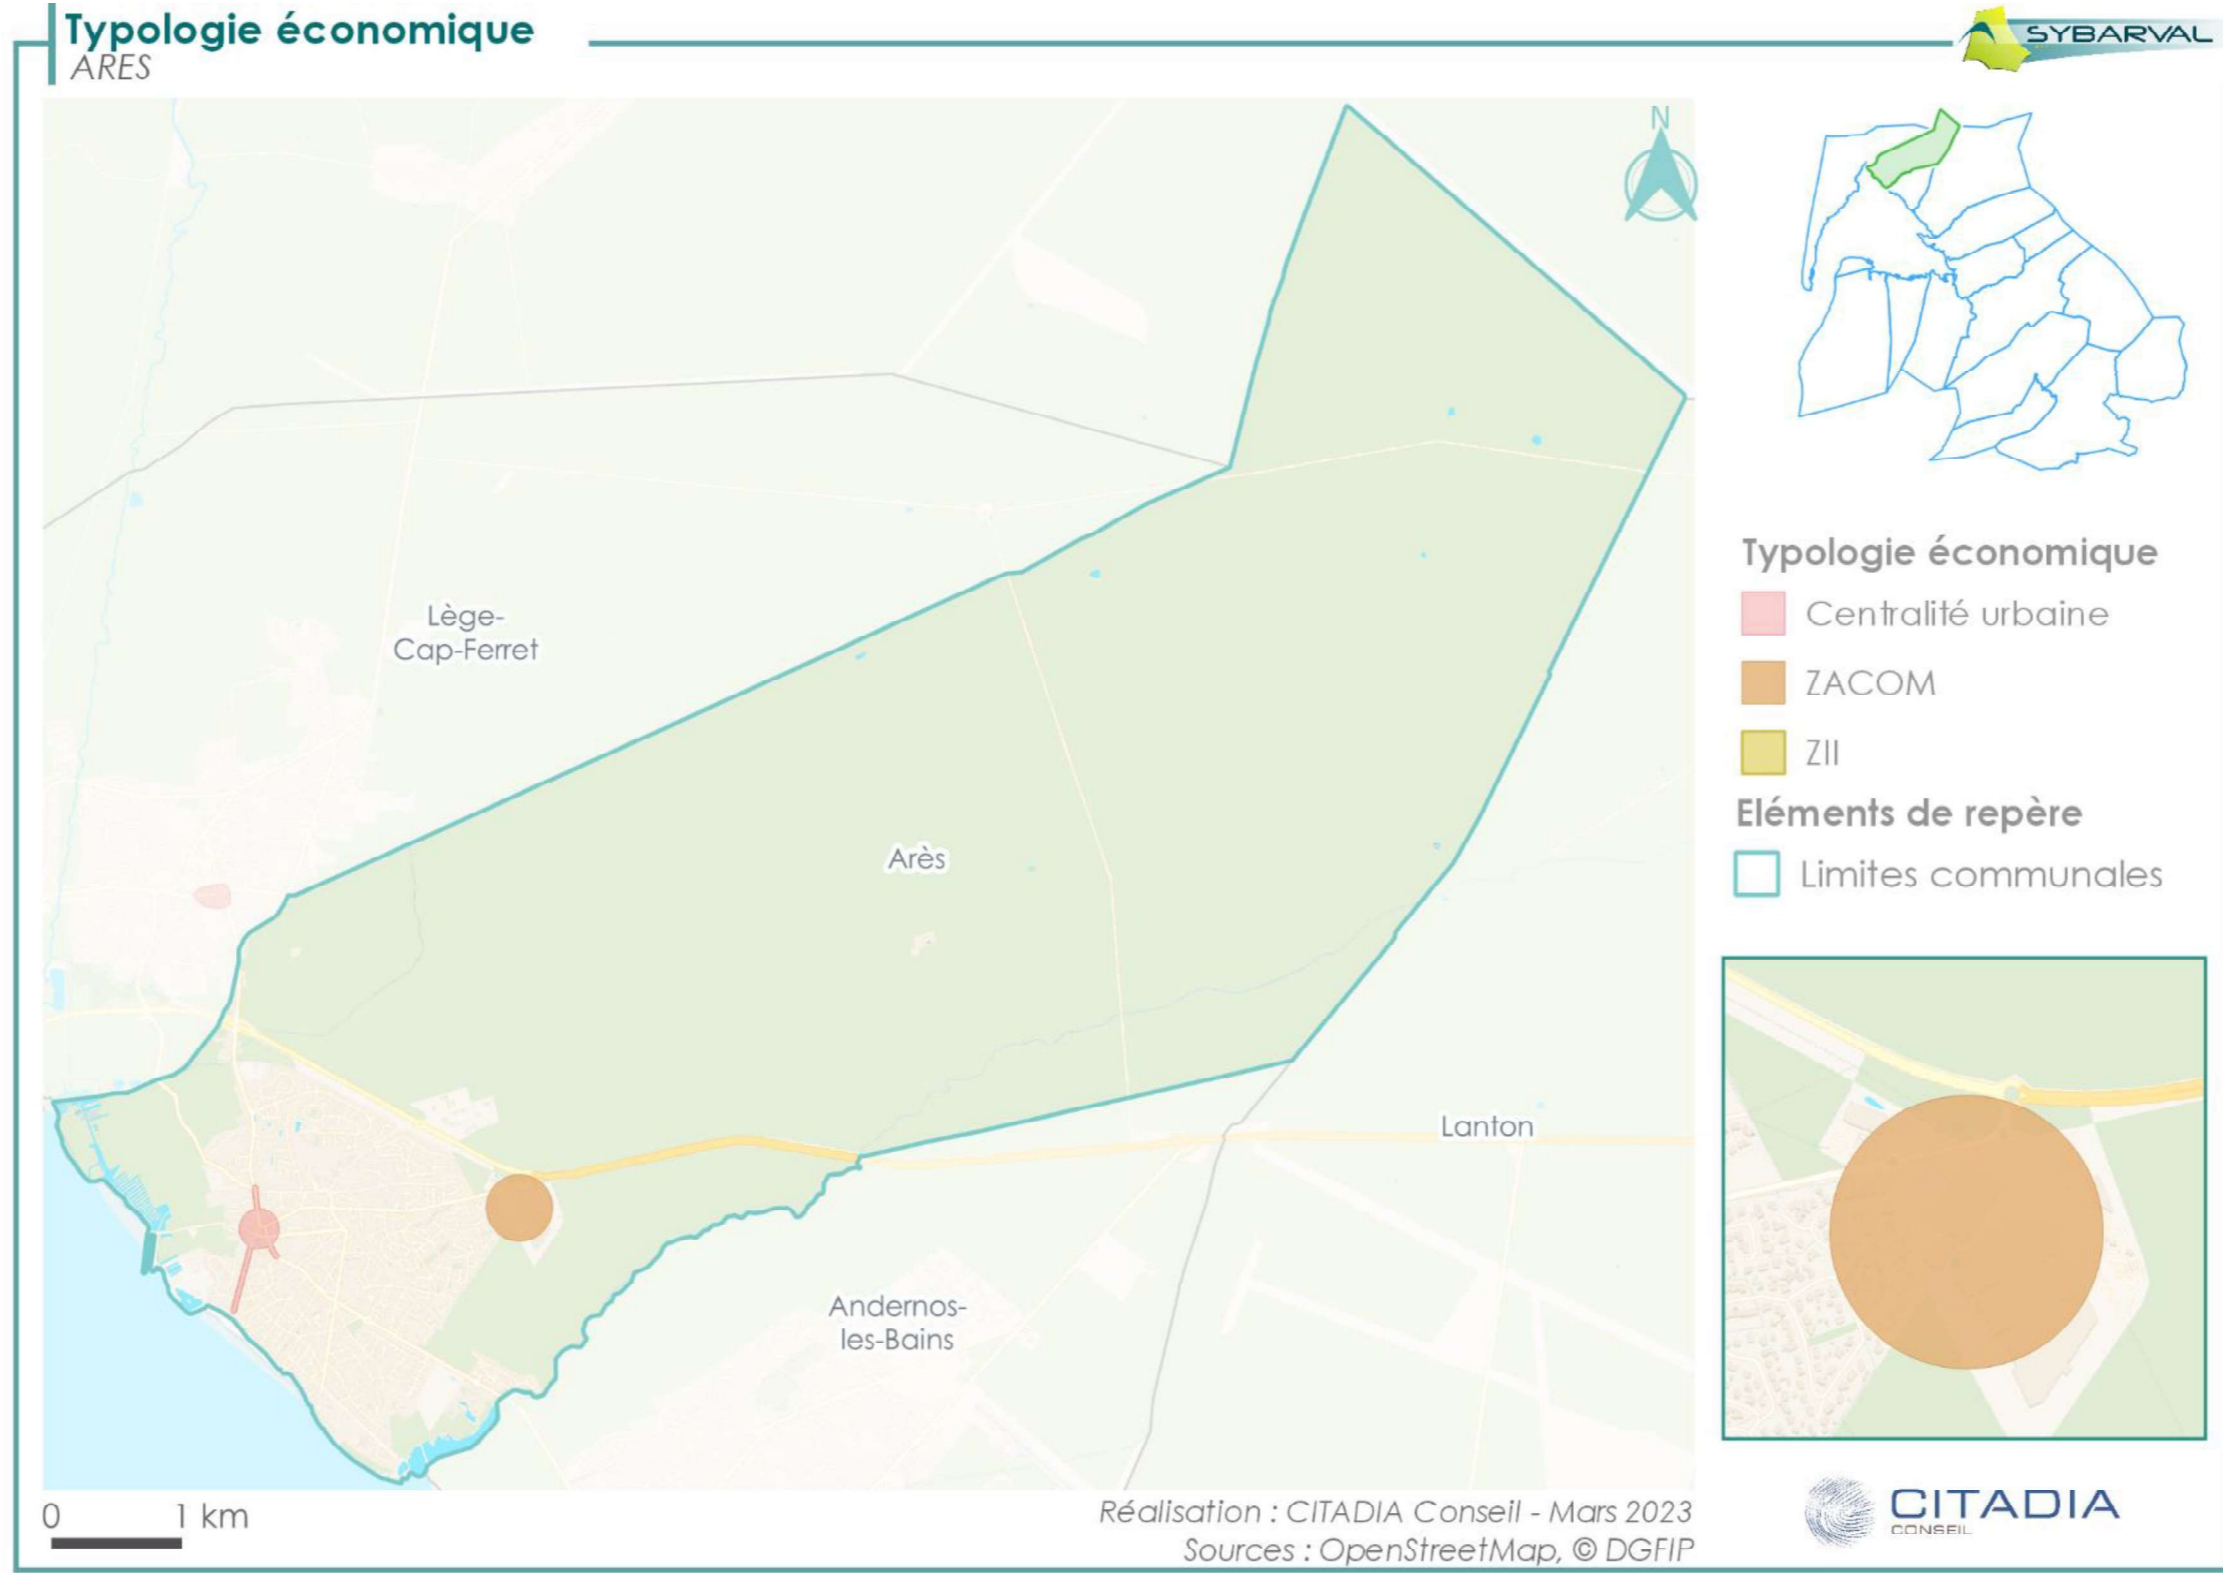 Typologie économique
ARES
SYBARVAL
N
Lège-
Cap-Ferret
Arès
Lanton
Andernos-
les-Bains
Typologie économique
Centralité urbaine
ZACOM
ZII
Eléments de repère
Limites communales
0 1 km
Réalisation : CITADIA Conseil - Mars 2023
Sources : OpenStreetMap, © DGFIP
CITADIA
CONSEIL